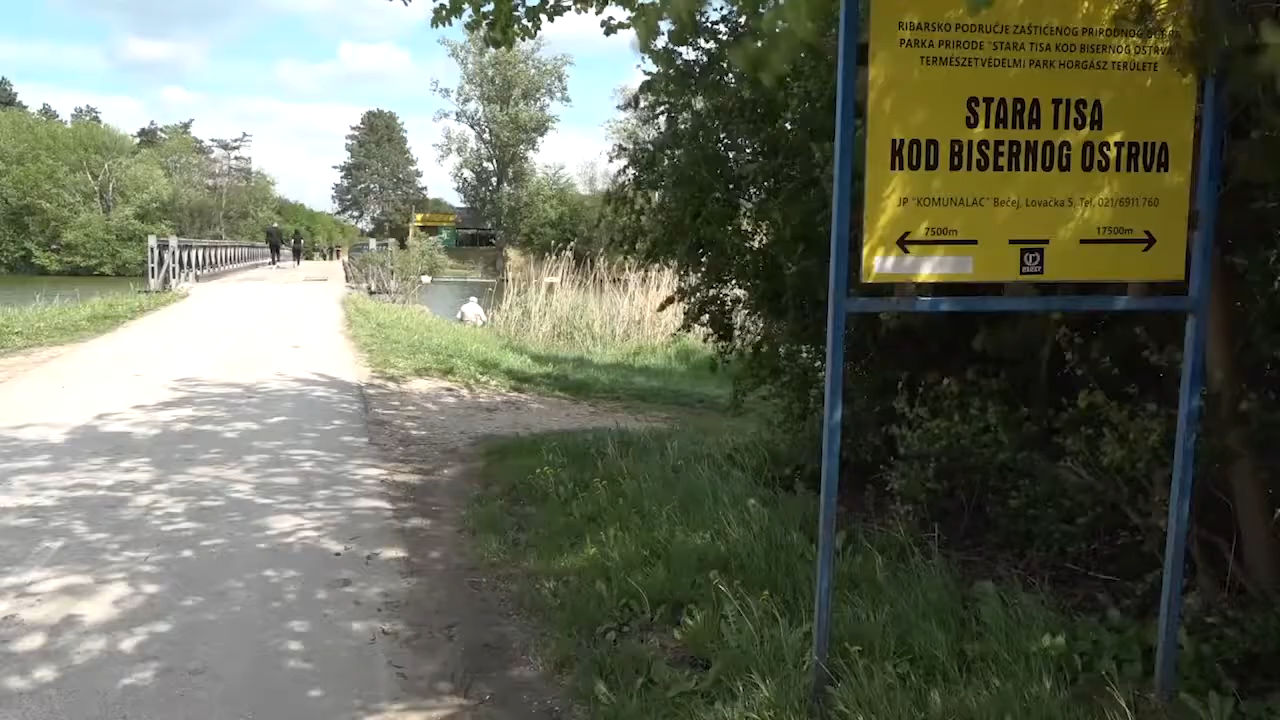 RIBARSKO PODRUČJE ZAŠTIĆENOG PRIRODNOG DOBRA
PARKA PRIRODE "STARA TISA KOD BISERNOG OSTRVA"
TERMÉSZETVÉDELMI PARK HORGÁSZ TERÜLETE
STARA TISA
KOD BISERNOG OSTRVA
JP "KOMUNALAC" Bečej, Lovačka 5, Tel. 021/6911 760
7500m
17500m